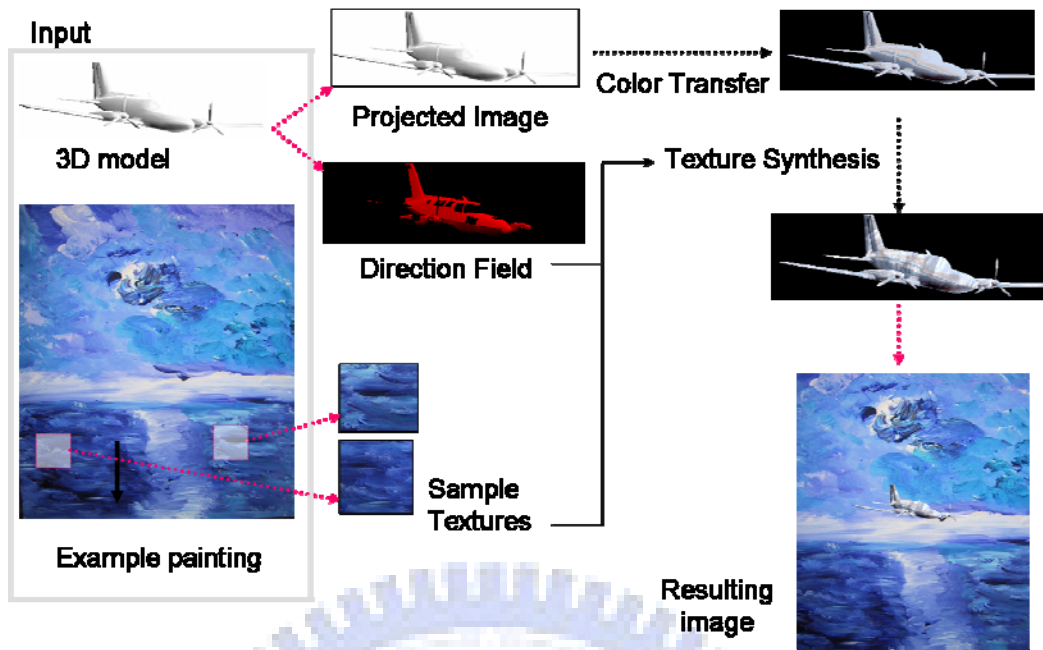 Input
3D model
Projected Image
Color Transfer
Direction Field
Texture Synthesis
Sample
Textures
Example painting
Resulting
image